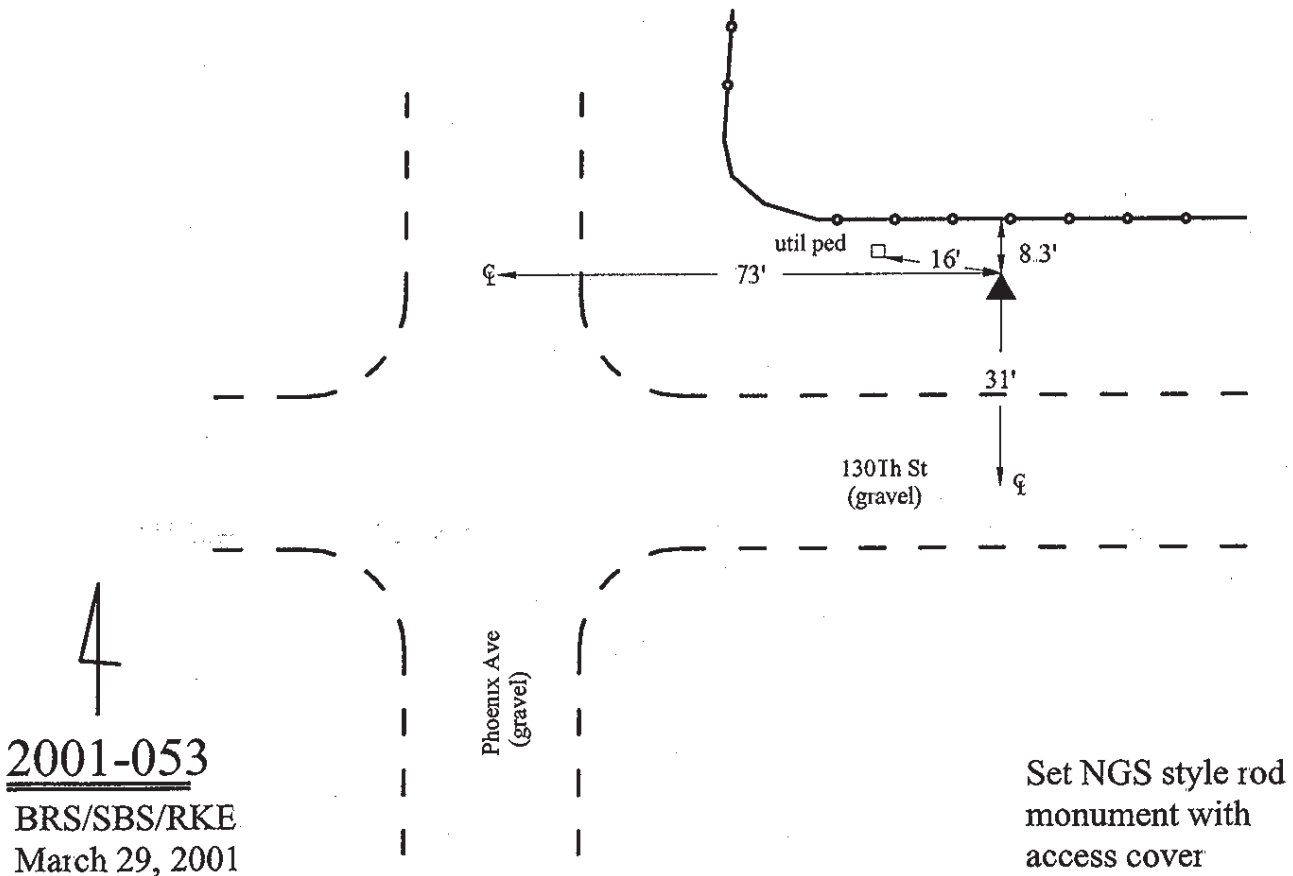 util ped
16'
8.3'
℄
73'
31'
130Th St
(gravel)
℄
Phoenix Ave
(gravel)
2001-053
BRS/SBS/RKE
March 29, 2001
Set NGS style rod
monument with
access cover